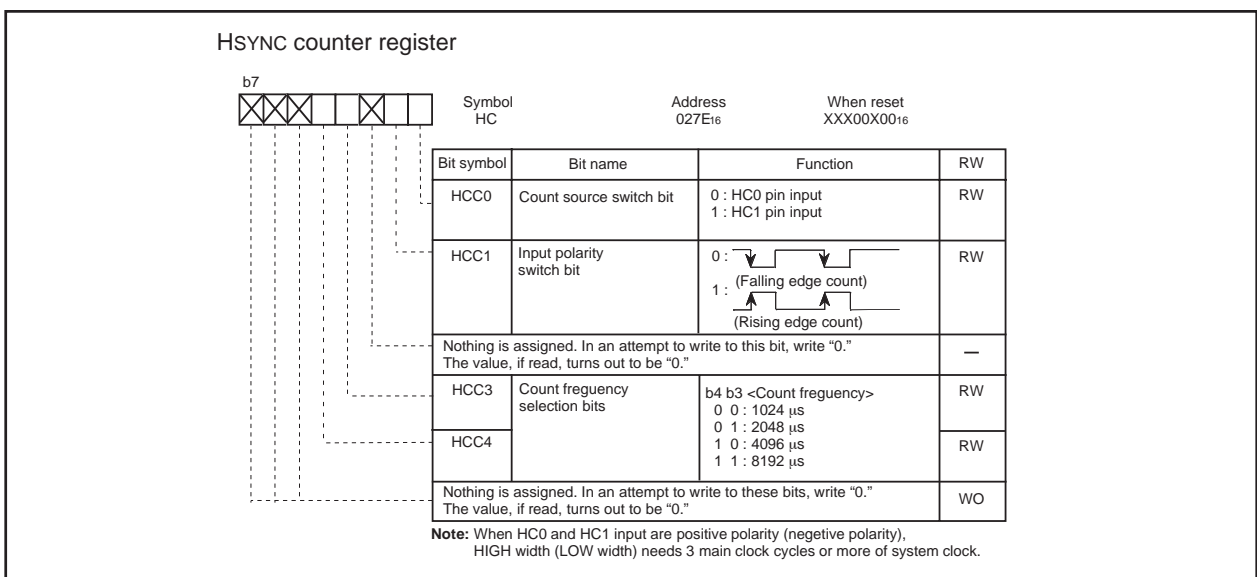 HSYNC counter register
b7
Symbol Address When reset
HC 027E16 XXX00X0016
Bit symbol Bit name Function RW
HCC0 Count source switch bit 0 : HC0 pin input RW
1 : HC1 pin input
HCC1 Input polarity 0 : RW
switch bit
(Falling edge count)
1 :
(Rising edge count)
Nothing is assigned. In an attempt to write to this bit, write “0.” —
The value, if read, turns out to be “0.”
HCC3 Count freguency b4 b3 <Count freguency> RW
selection bits
0 0 : 1024 µs
0 1 : 2048 µs
HCC4 1 0 : 4096 µs RW
1 1 : 8192 µs
Nothing is assigned. In an attempt to write to these bits, write “0.” WO
The value, if read, turns out to be “0.”
Note: When HC0 and HC1 input are positive polarity (negetive polarity),
HIGH width (LOW width) needs 3 main clock cycles or more of system clock.